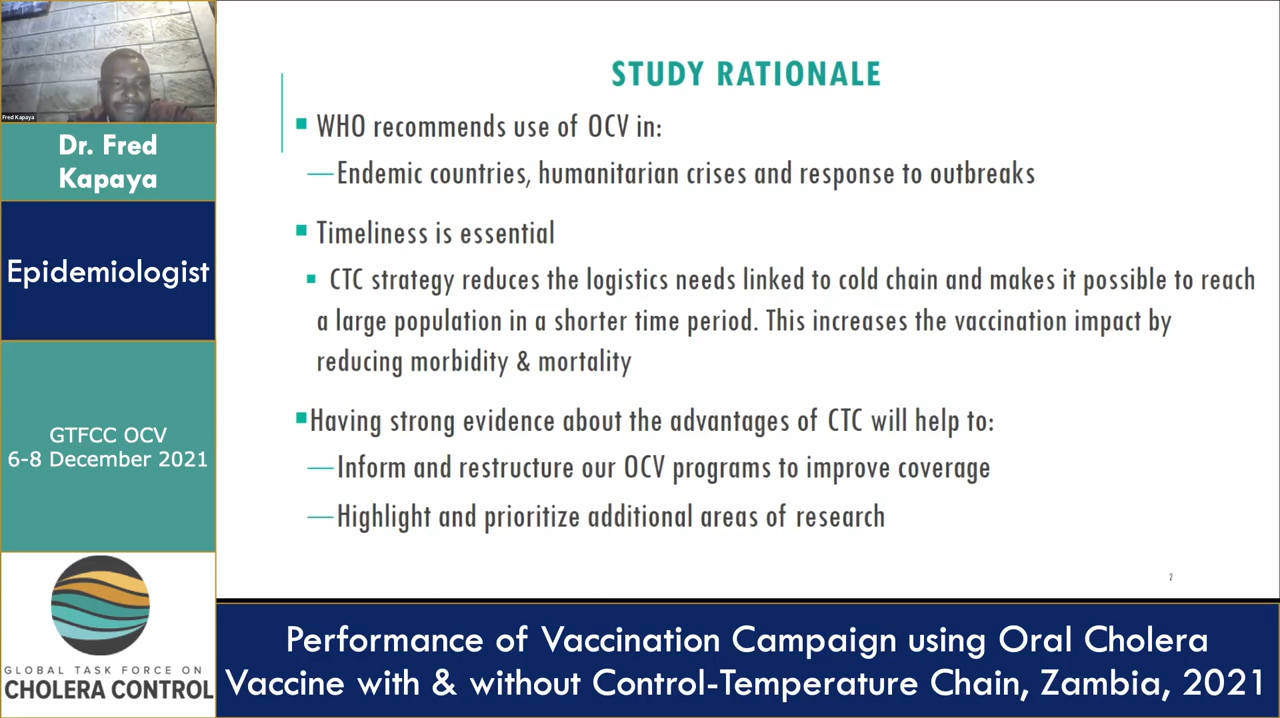 Fred Kapaya
Dr. Fred
Kapaya
Epidemiologist
GTFCC OCV
6-8 December 2021
GLOBAL TASK FORCE ON
CHOLERA CONTROL
STUDY RATIONALE
WHO recommends use of OCV in:
—Endemic countries, humanitarian crises and response to outbreaks
Timeliness is essential
CTC strategy reduces the logistics needs linked to cold chain and makes it possible to reach
a large population in a shorter time period. This increases the vaccination impact by
reducing morbidity & mortality
Having strong evidence about the advantages of CTC will help to:
—Inform and restructure our OCV programs to improve coverage
—Highlight and prioritize additional areas of research
2
Performance of Vaccination Campaign using Oral Cholera
Vaccine with & without Control-Temperature Chain, Zambia, 2021